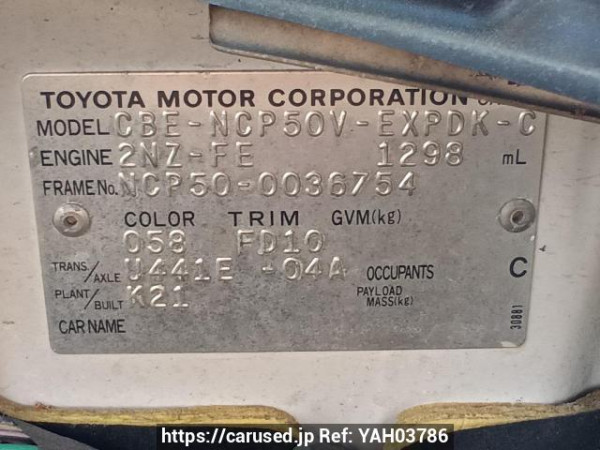 TOYOTA MOTOR CORPORATION
MODEL CBE-NCP50V-EXPDK-C
ENGINE 2NZ-FE 1298 mL
FRAME No. NCP50-0036754
COLOR TRIM GVM(kg)
058 FD10
TRANS./AXLE U441E -04A OCCUPANTS C
PLANT/BUILT K21 PAYLOAD MASS(kg)
CAR NAME
30881
https://carused.jp Ref: YAH03786